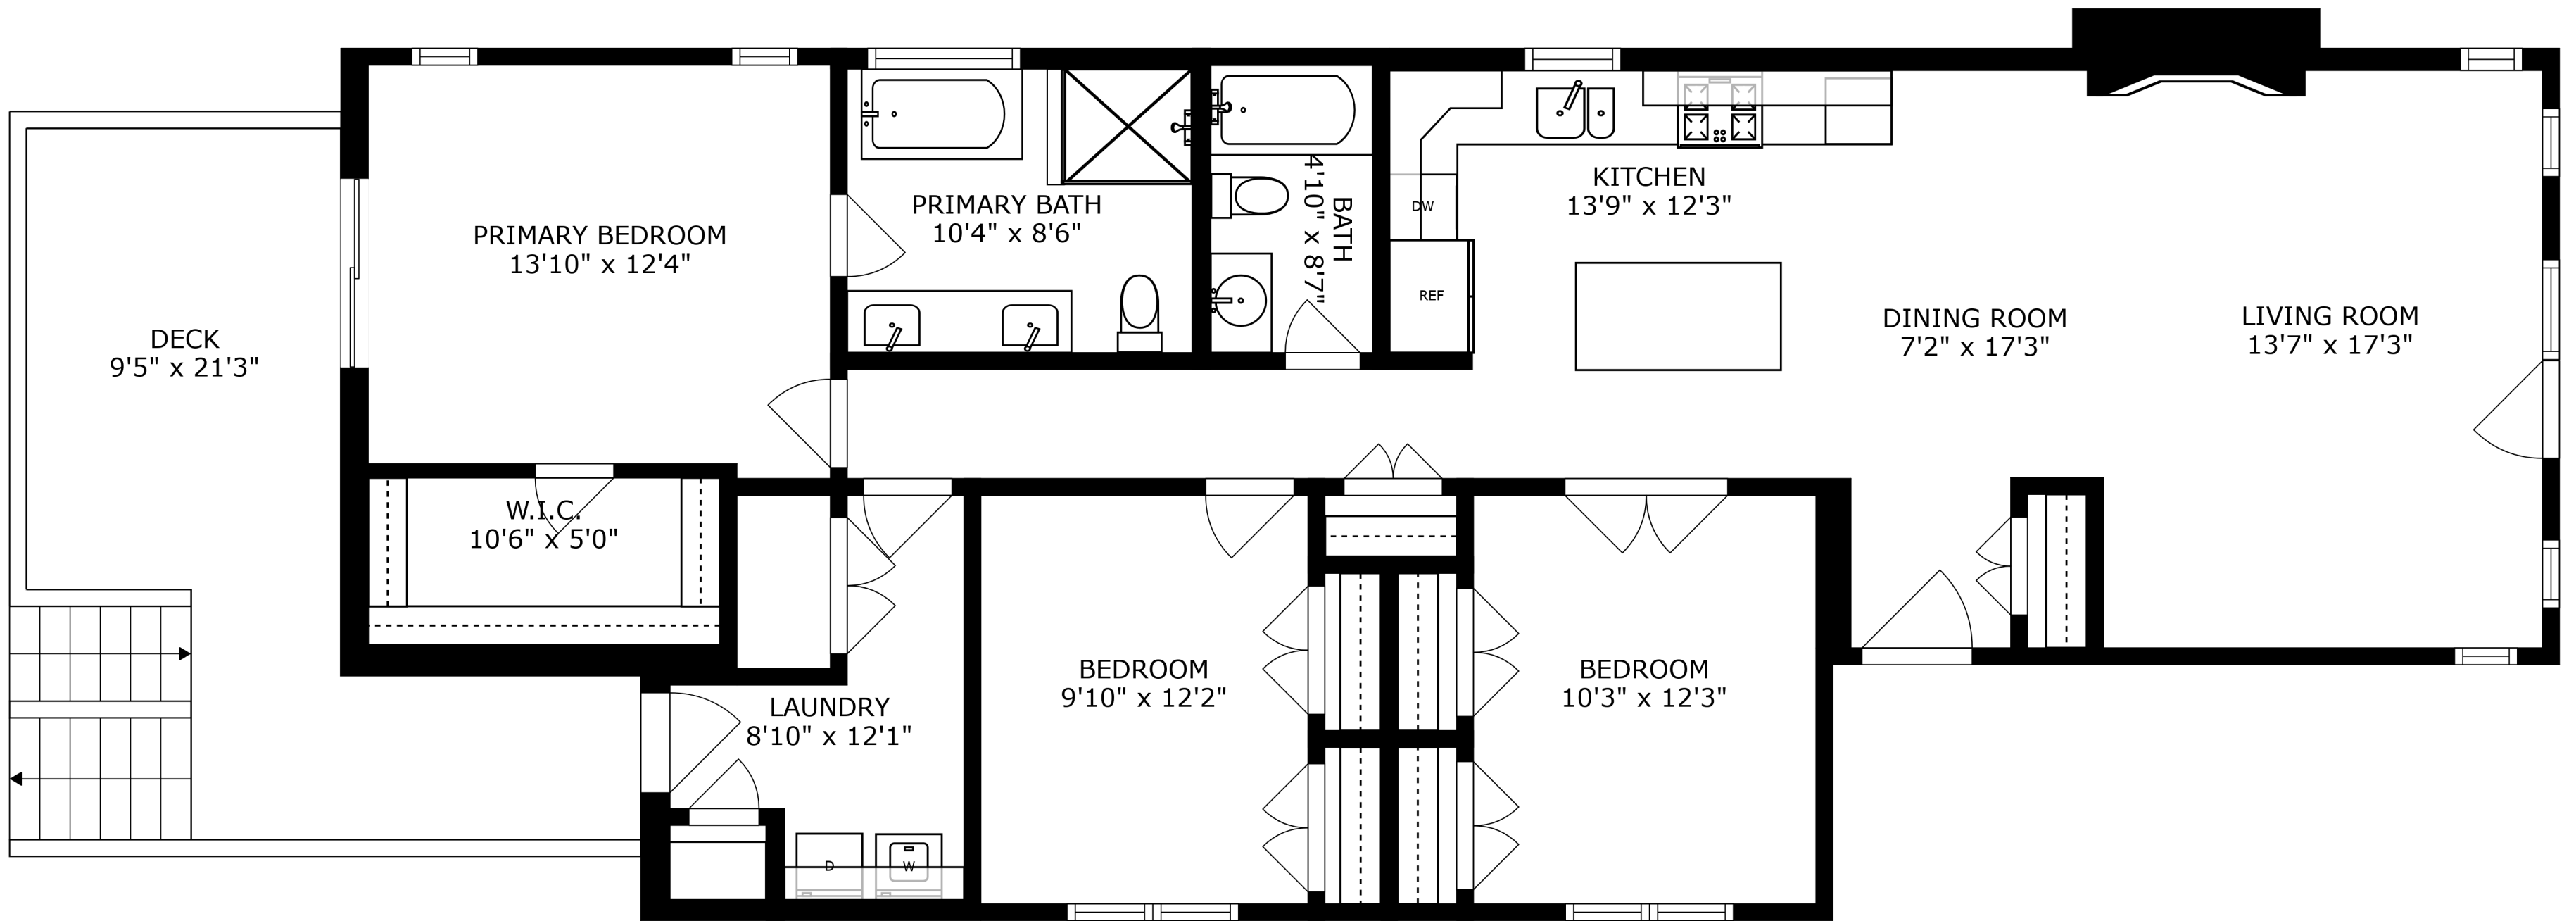 PRIMARY BEDROOM
13'10" x 12'4"
PRIMARY BATH
10'4" x 8'6"
BATH
4'10" x 8'7"
DW
REF
KITCHEN
13'9" x 12'3"
DINING ROOM
7'2" x 17'3"
LIVING ROOM
13'7" x 17'3"
DECK
9'5" x 21'3"
W.I.C.
10'6" x 5'0"
LAUNDRY
8'10" x 12'1"
D
W
BEDROOM
9'10" x 12'2"
BEDROOM
10'3" x 12'3"